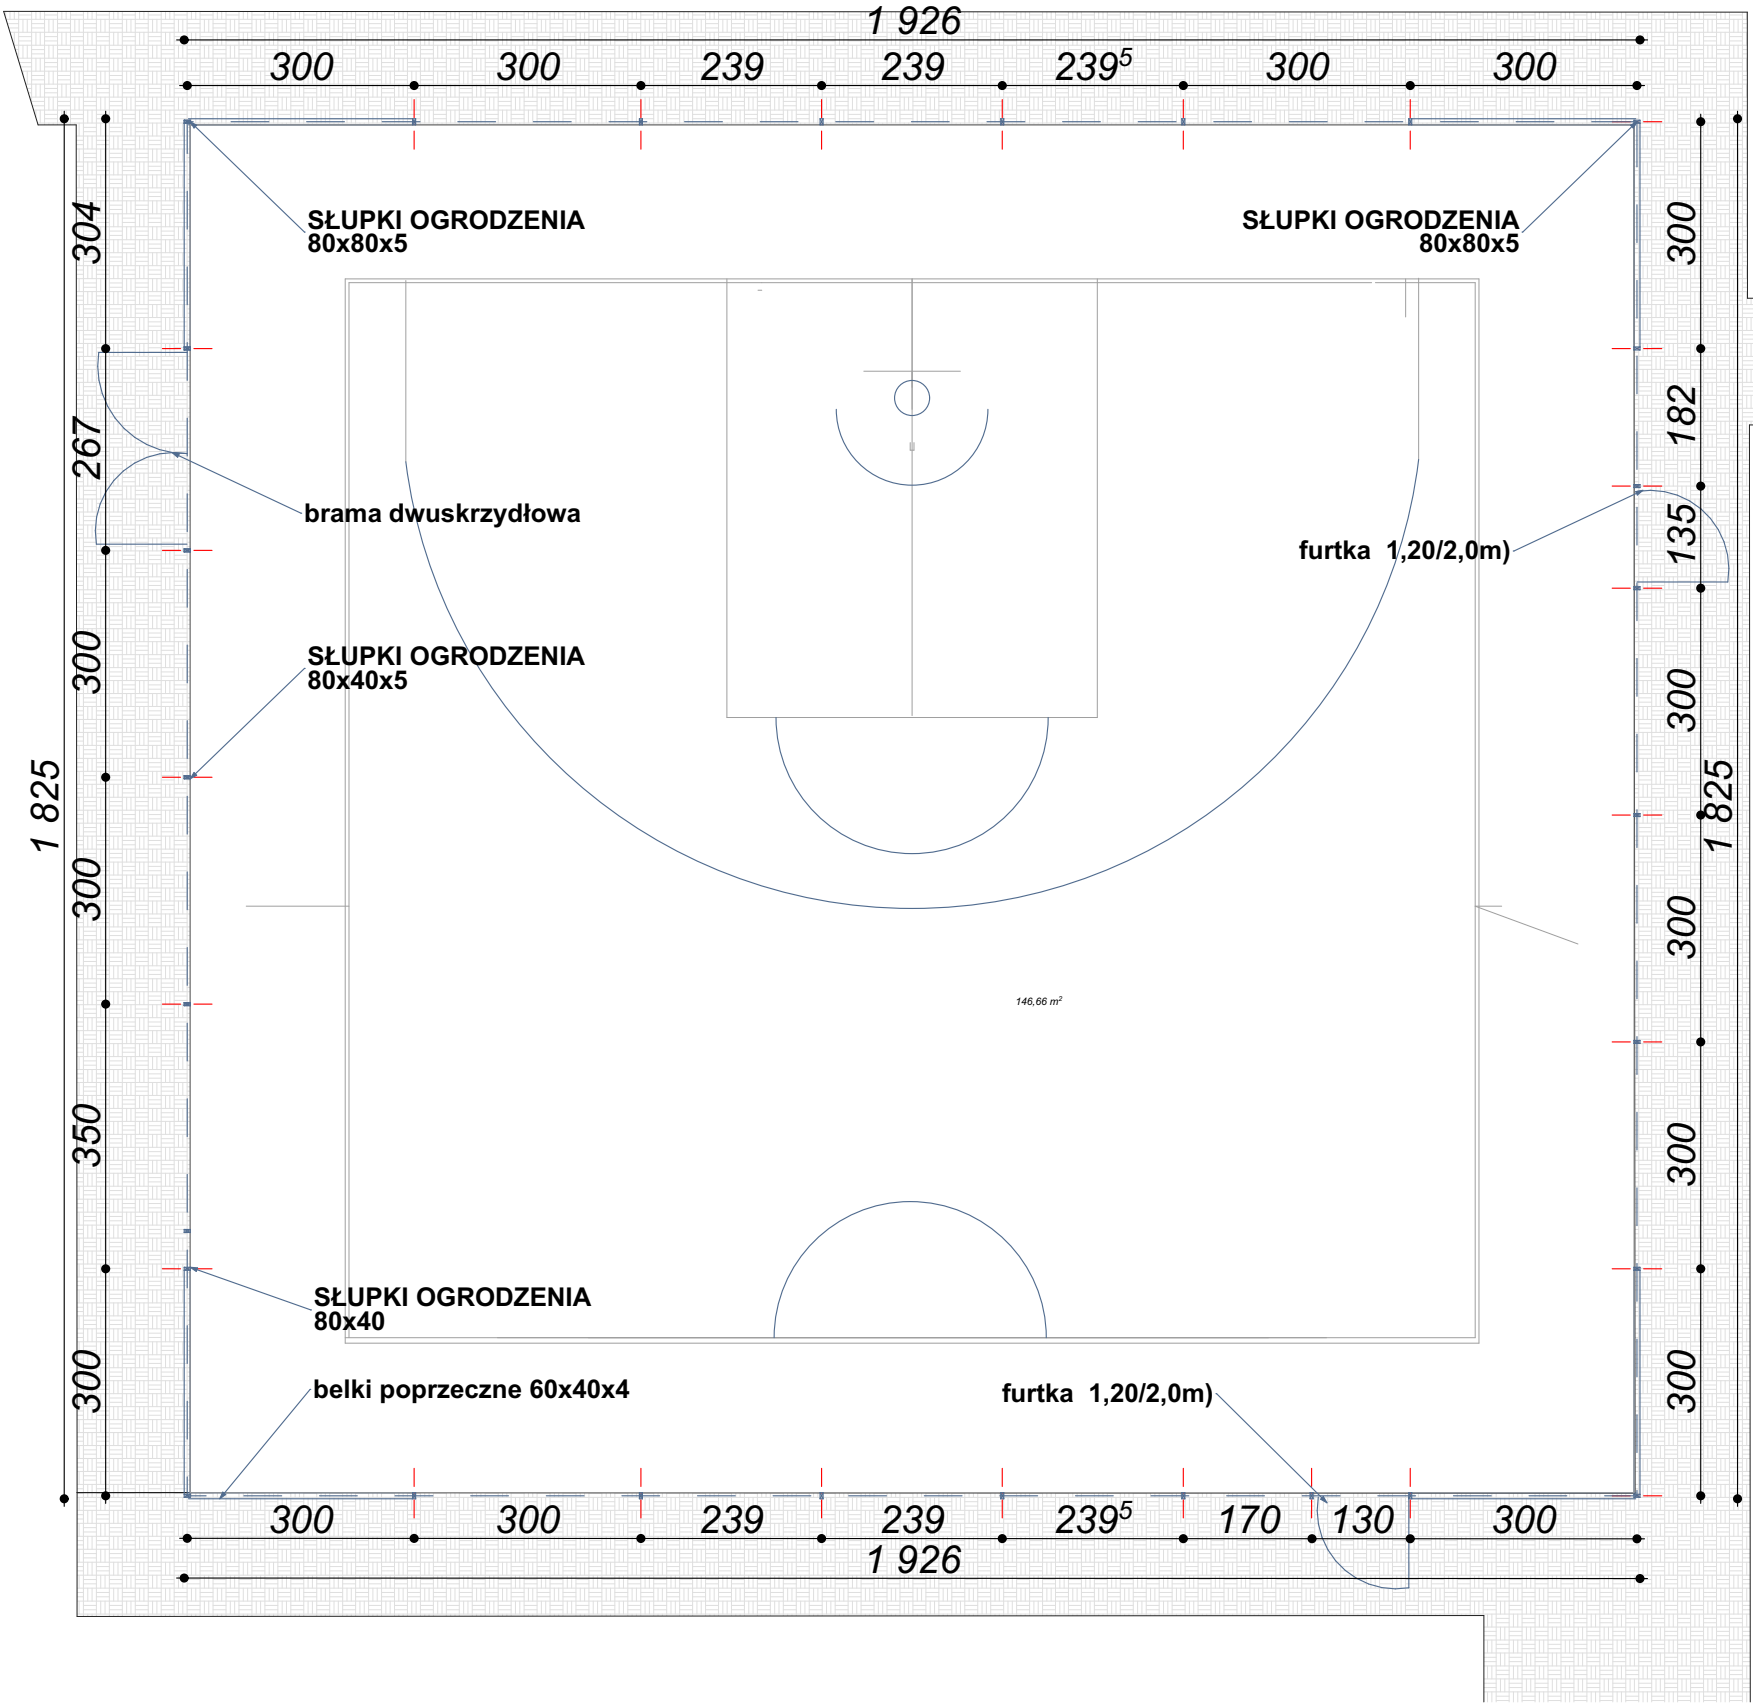 1 926
300 300 239 239 239⁵ 300 300
SŁUPKI OGRODZENIA
80x80x5
SŁUPKI OGRODZENIA
80x80x5
304
267
300
300
350
300
1 825
300
182
135
300
300
300
300
1 825
brama dwuskrzydłowa
furtka 1,20/2,0m)
SŁUPKI OGRODZENIA
80x40x5
146,66 m²
SŁUPKI OGRODZENIA
80x40
belki poprzeczne 60x40x4
furtka 1,20/2,0m)
300 300 239 239 239⁵ 170 130 300
1 926